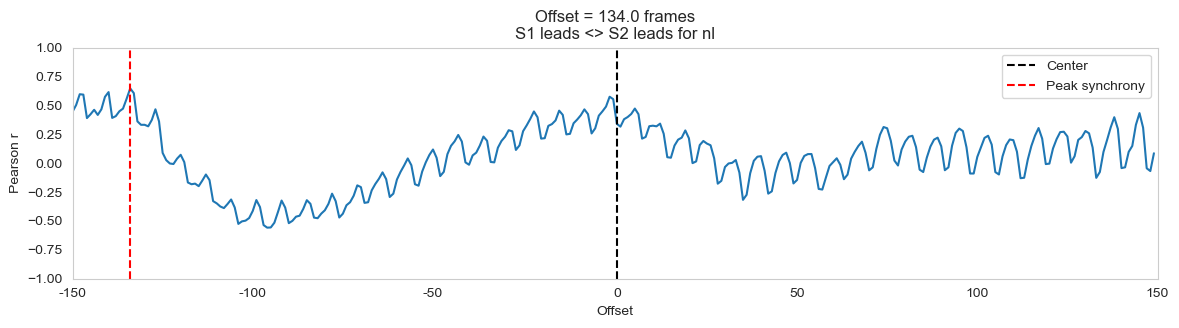 Offset = 134.0 frames
S1 leads <> S2 leads for nl
1.00
0.75
0.50
0.25
0.00
−0.25
−0.50
−0.75
−1.00
Pearson r
Center
Peak synchrony
-150
-100
-50
0
50
100
150
Offset